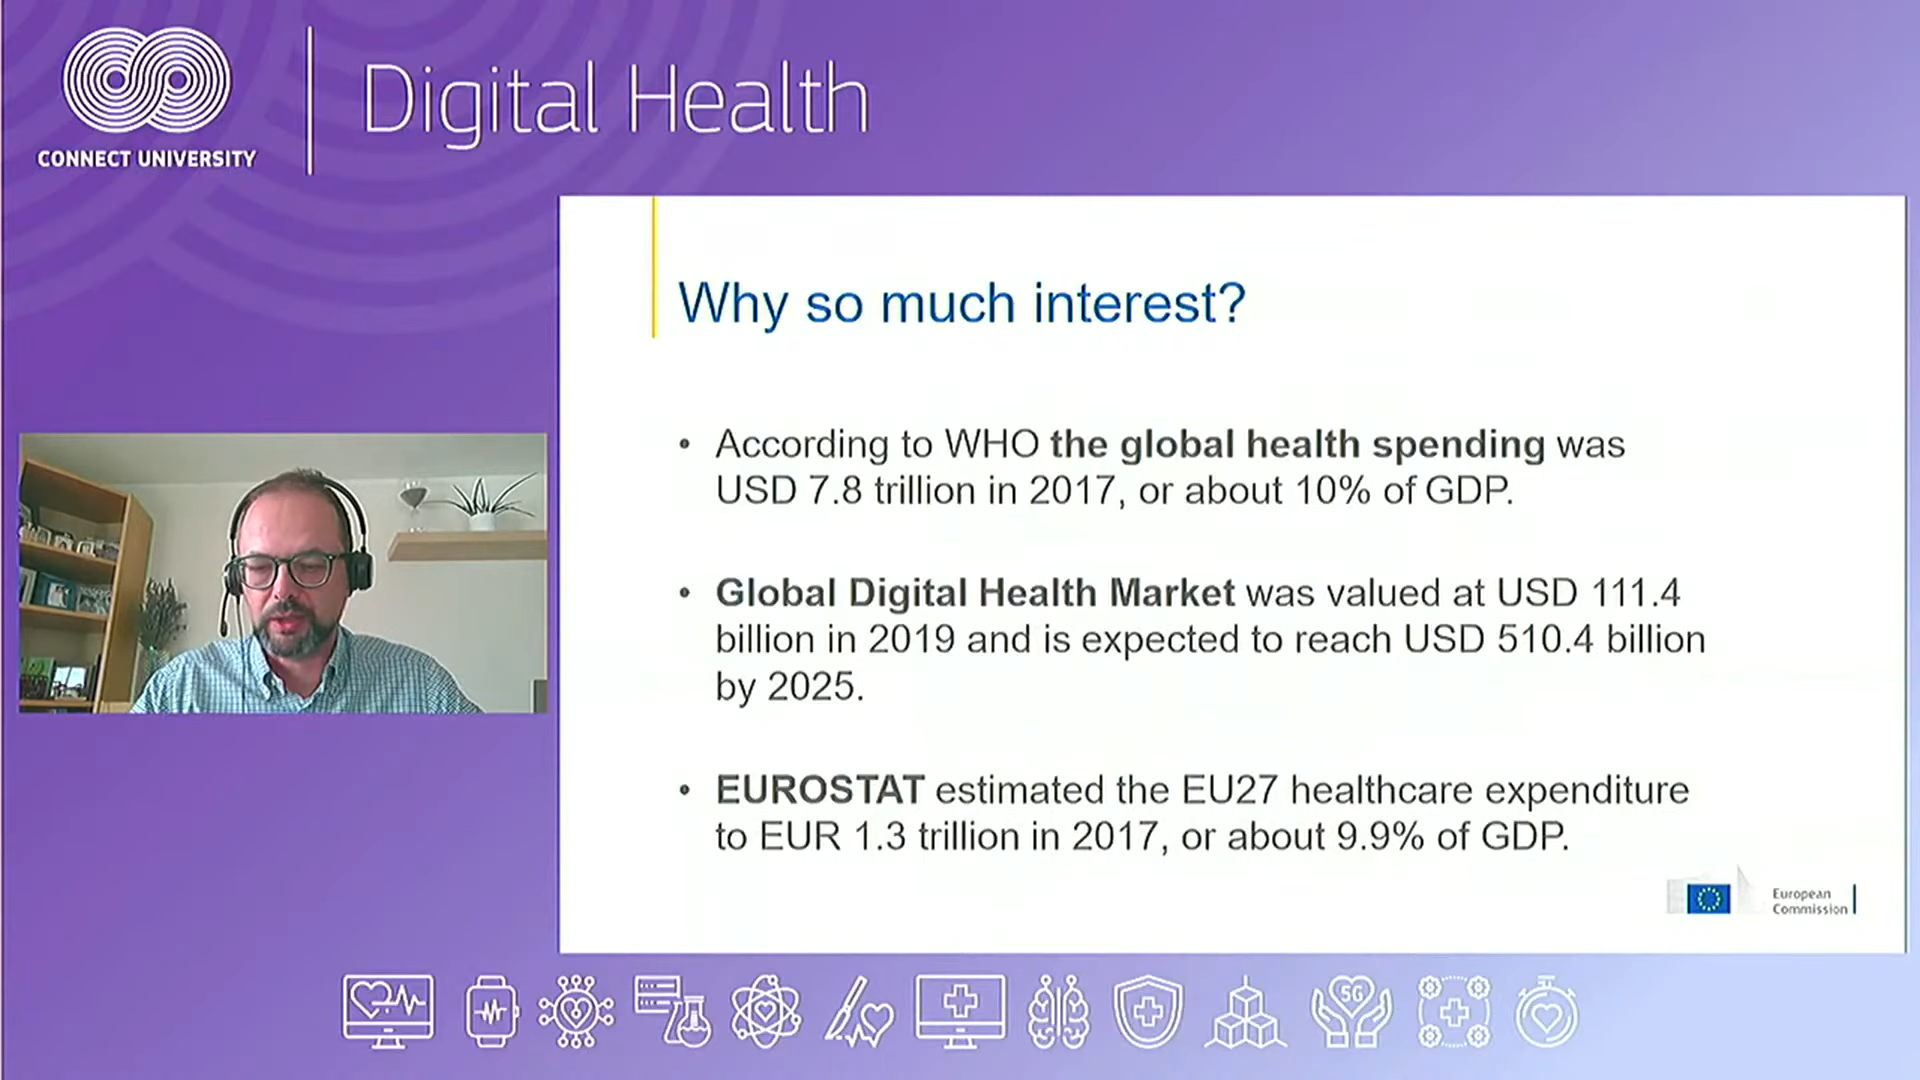 CONNECT UNIVERSITY
Digital Health
Why so much interest?
• According to WHO the global health spending was
USD 7.8 trillion in 2017, or about 10% of GDP.
• Global Digital Health Market was valued at USD 111.4
billion in 2019 and is expected to reach USD 510.4 billion
by 2025.
• EUROSTAT estimated the EU27 healthcare expenditure
to EUR 1.3 trillion in 2017, or about 9.9% of GDP.
European
Commission
5G